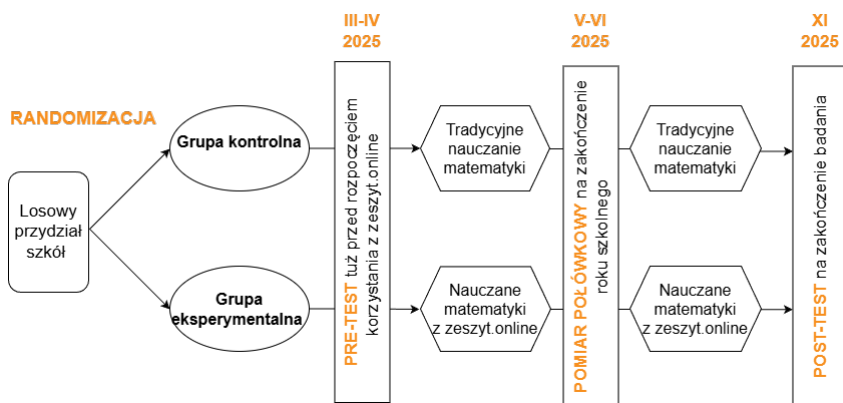 III-IV
2025
V-VI
2025
XI
2025
RANDOMIZACJA
Losowy
przydział
szkół
Grupa kontrolna
Grupa
eksperymentalna
PRE-TEST tuż przed rozpoczęciem
korzystania z zeszyt.online
Tradycyjne
nauczanie
matematyki
Nauczane
matematyki
z zeszyt.online
POMIAR POŁÓWKOWY na zakończenie
roku szkolnego
Tradycyjne
nauczanie
matematyki
Nauczane
matematyki
z zeszyt.online
POST-TEST na zakończenie badania